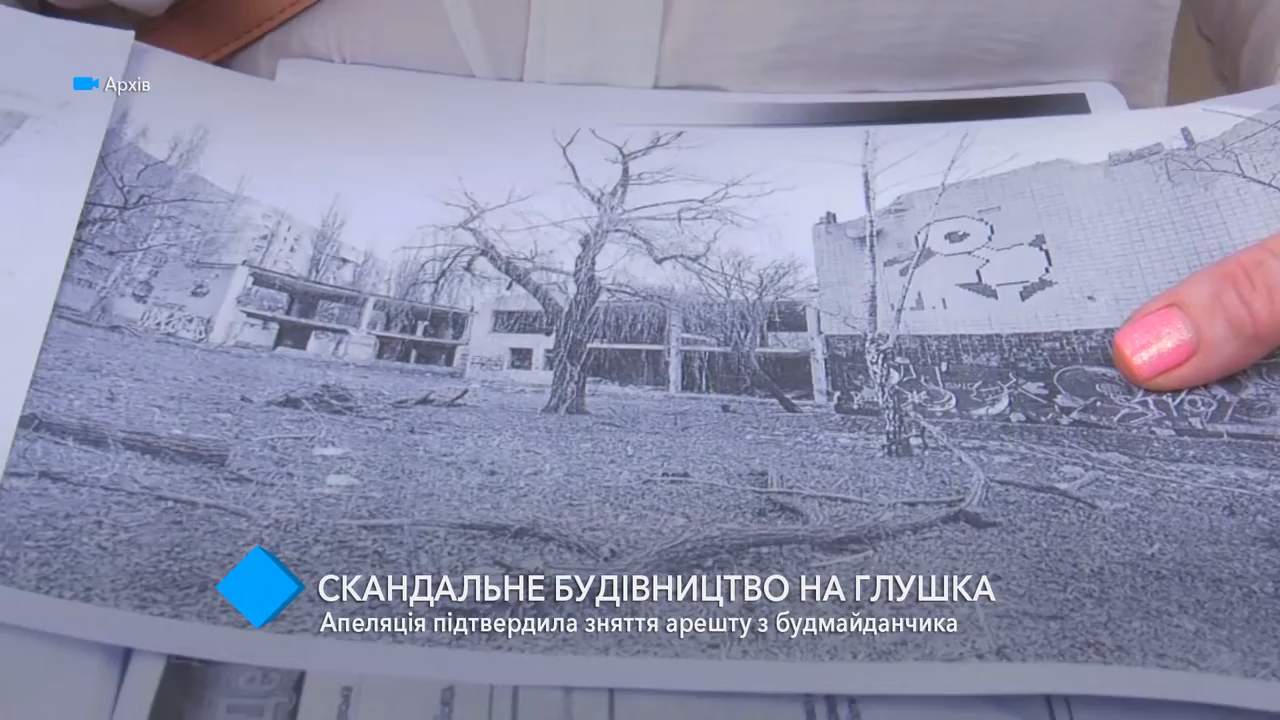 Архів
СКАНДАЛЬНЕ БУДІВНИЦТВО НА ГЛУШКА
Апеляція підтвердила зняття арешту з будмайданчика